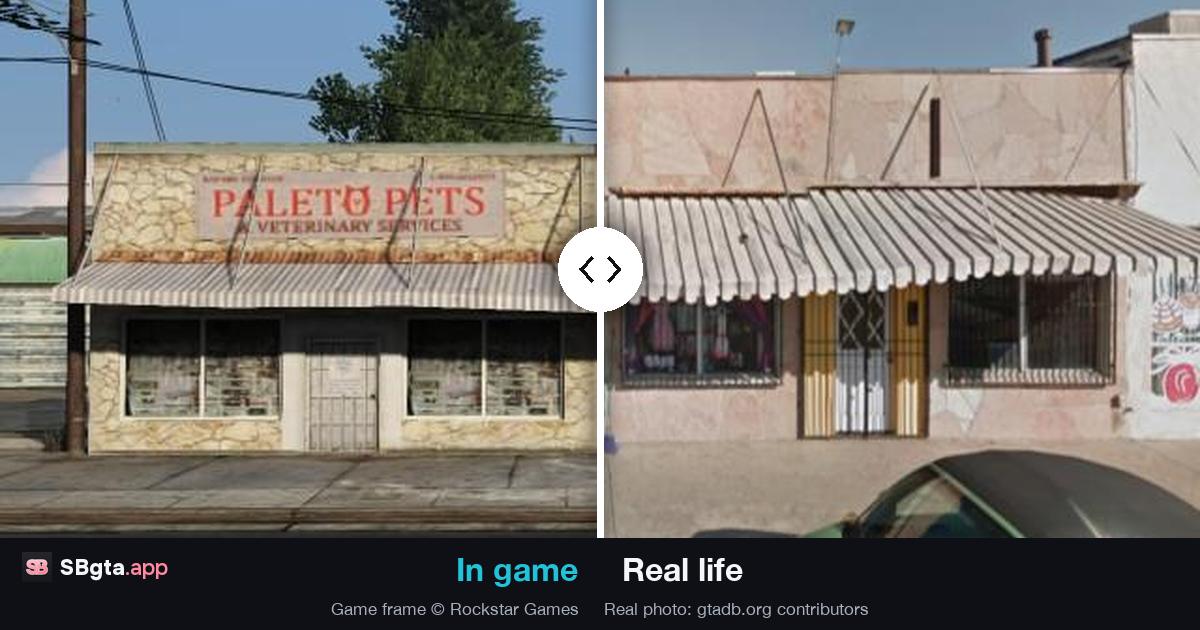 PALETO PETS
& VETERINARY SERVICES
SB SBgta.app
In game
Real life
Game frame © Rockstar Games
Real photo: gtadb.org contributors